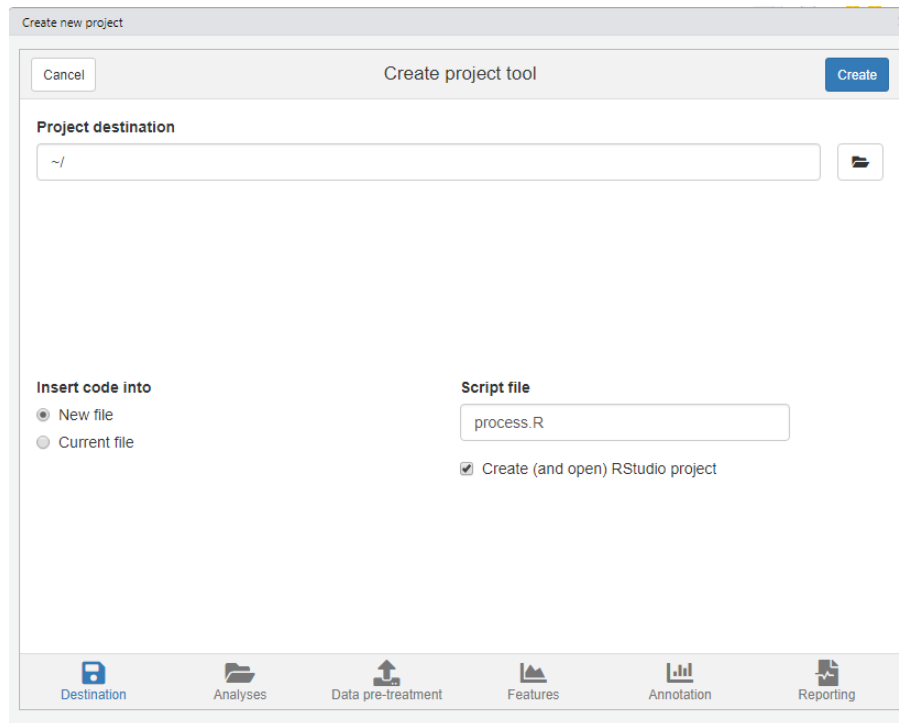 Create new project
Cancel
Create project tool
Create
Project destination
~/
Insert code into
New file
Current file
Script file
process.R
Create (and open) RStudio project
Destination
Analyses
Data pre-treatment
Features
Annotation
Reporting